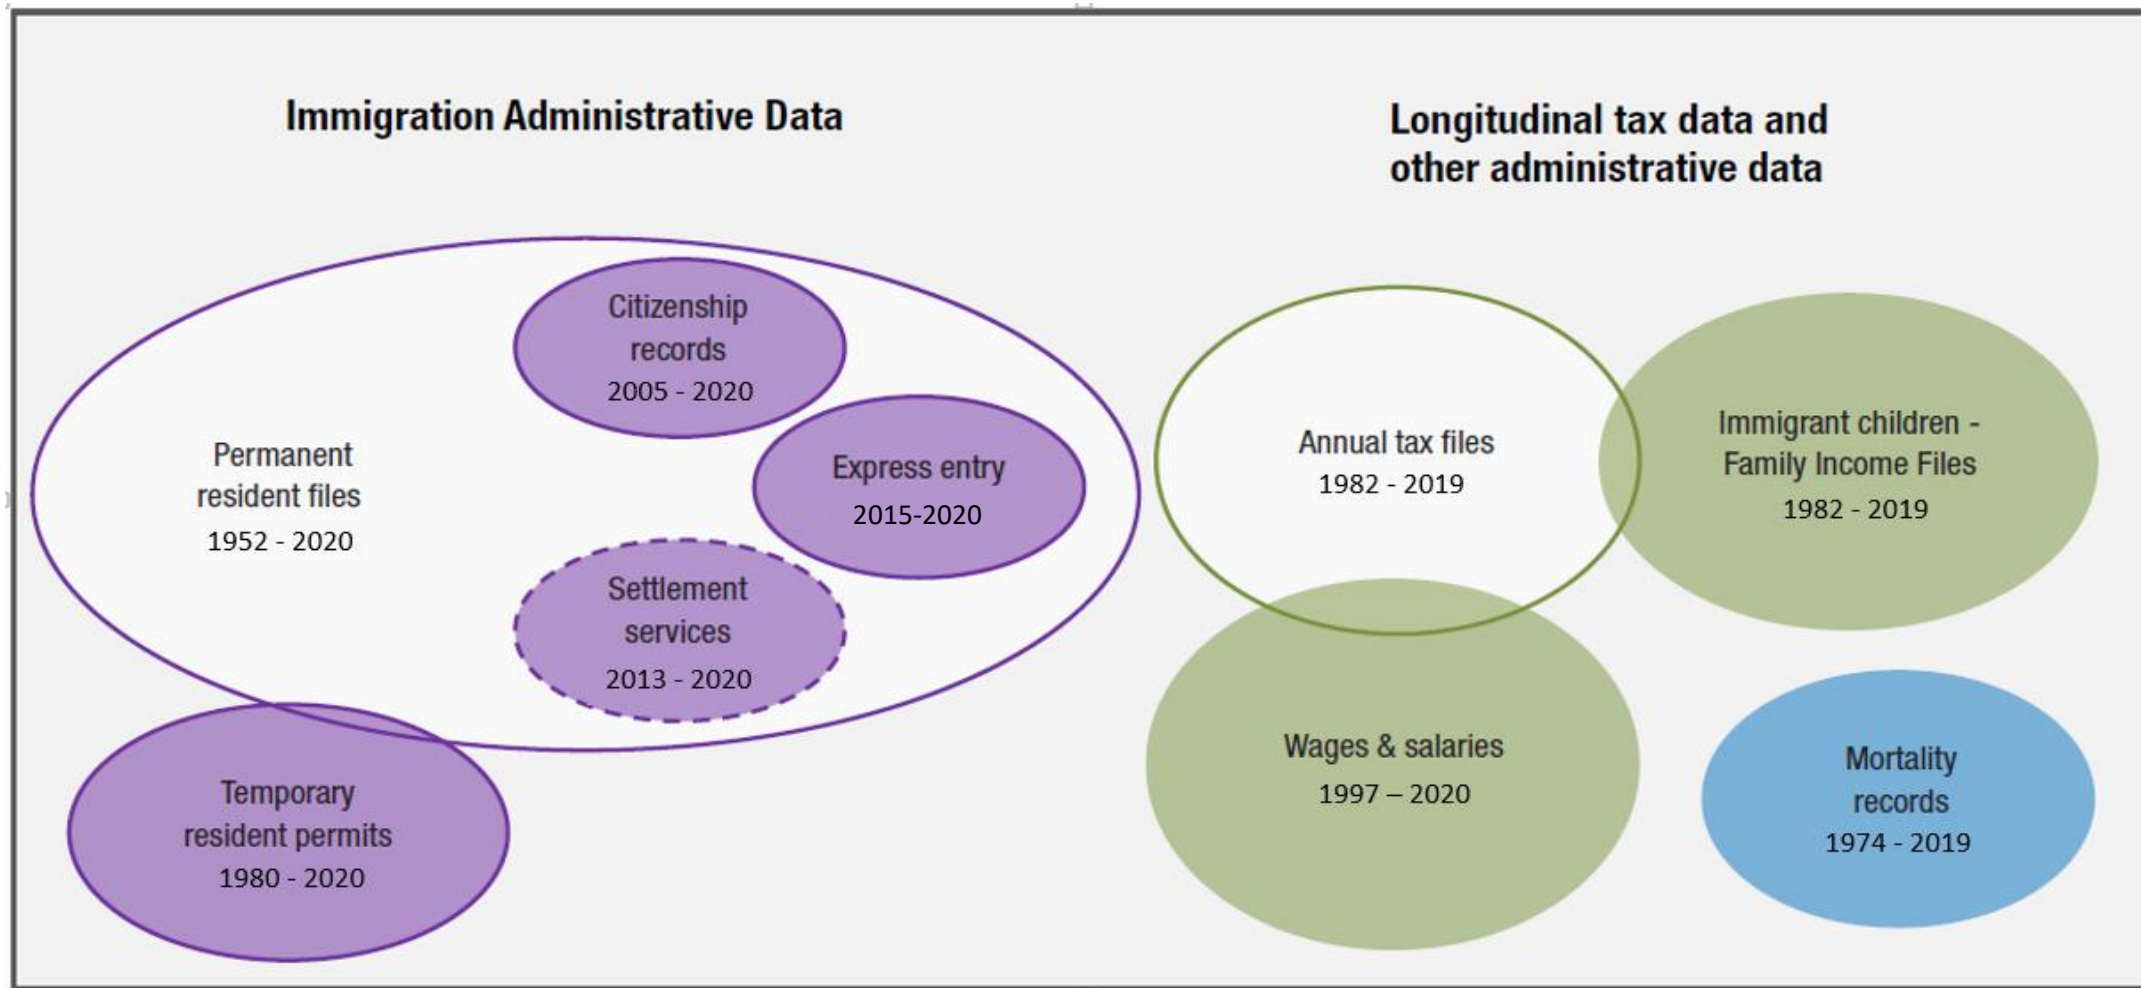 Immigration Administrative Data
Longitudinal tax data and
other administrative data
Citizenship
records
2005 - 2020
Express entry
2015-2020
Permanent
resident files
1952 - 2020
Settlement
services
2013 - 2020
Temporary
resident permits
1980 - 2020
Annual tax files
1982 - 2019
Immigrant children -
Family Income Files
1982 - 2019
Wages & salaries
1997 – 2020
Mortality
records
1974 - 2019